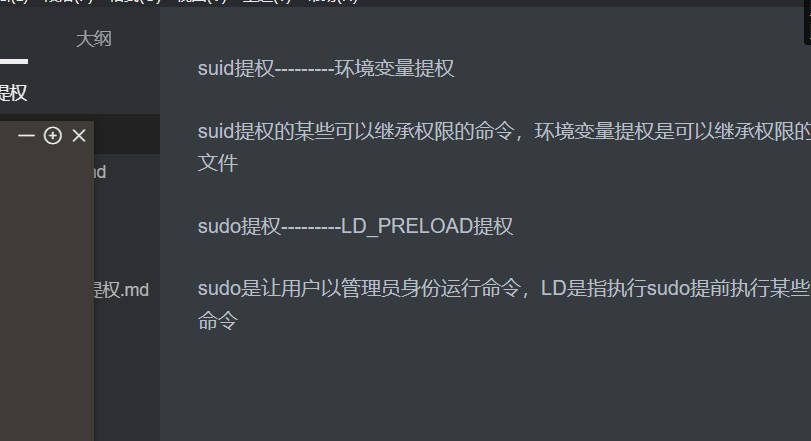 大纲
提权
suid提权---------环境变量提权
suid提权的某些可以继承权限的命令，环境变量提权是可以继承权限的
文件
sudo提权---------LD_PRELOAD提权
sudo是让用户以管理员身份运行命令，LD是指执行sudo提前执行某些
命令
nd
提权.md